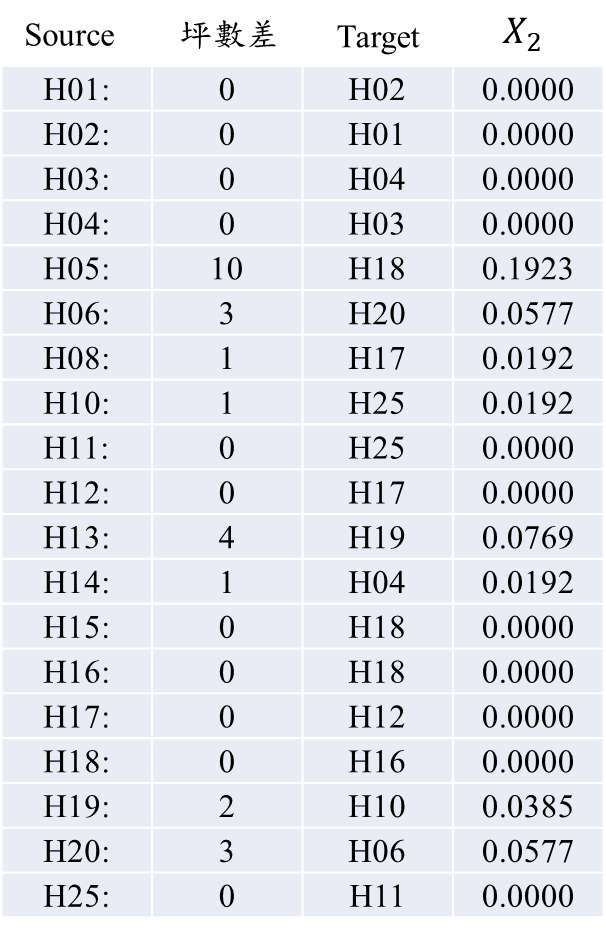 Source 坪數差 Target X₂
H01: 0 H02 0.0000
H02: 0 H01 0.0000
H03: 0 H04 0.0000
H04: 0 H03 0.0000
H05: 10 H18 0.1923
H06: 3 H20 0.0577
H08: 1 H17 0.0192
H10: 1 H25 0.0192
H11: 0 H25 0.0000
H12: 0 H17 0.0000
H13: 4 H19 0.0769
H14: 1 H04 0.0192
H15: 0 H18 0.0000
H16: 0 H18 0.0000
H17: 0 H12 0.0000
H18: 0 H16 0.0000
H19: 2 H10 0.0385
H20: 3 H06 0.0577
H25: 0 H11 0.0000